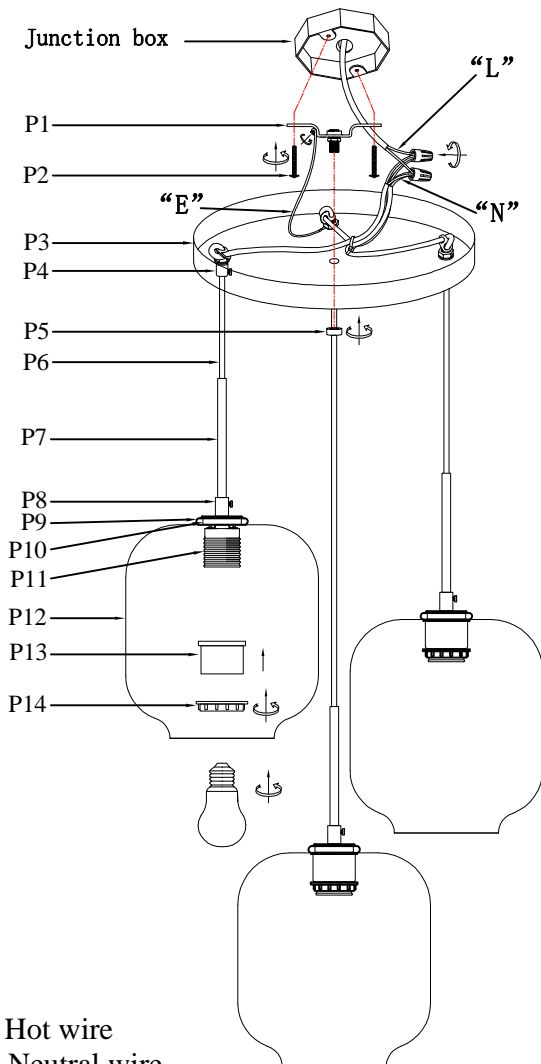 Junction box
“L”
P1
P2
“E”
“N”
P3
P4
P5
P6
P7
P8
P9
P10
P11
P12
P13
P14
Hot wire
Neutral wire